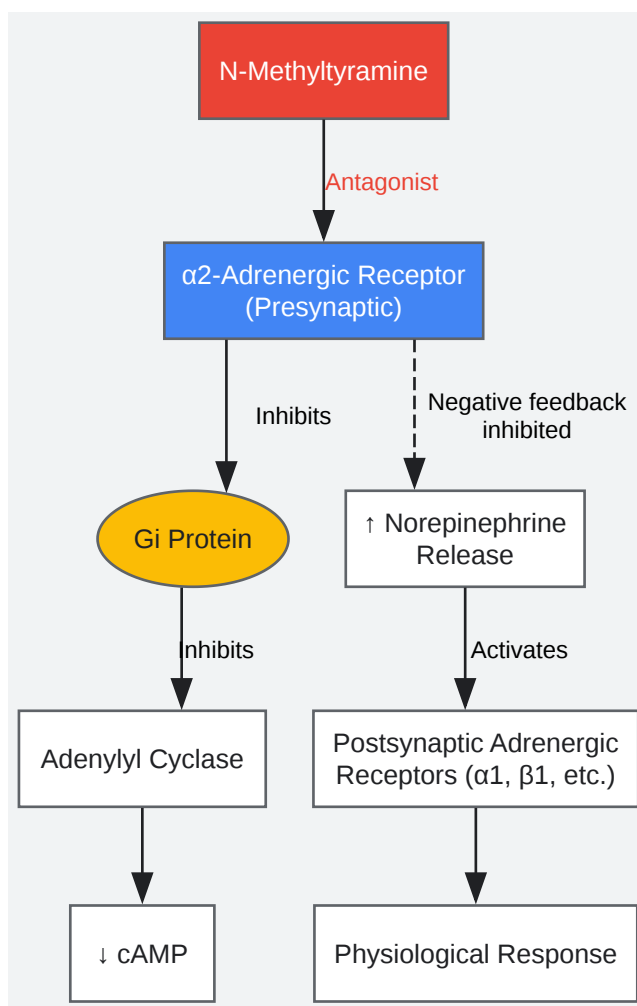 N-Methyltyramine
Antagonist
α2-Adrenergic Receptor
(Presynaptic)
Inhibits
Negative feedback
inhibited
Gi Protein
↑ Norepinephrine
Release
Inhibits
Activates
Adenylyl Cyclase
Postsynaptic Adrenergic
Receptors (α1, β1, etc.)
↓ cAMP
Physiological Response